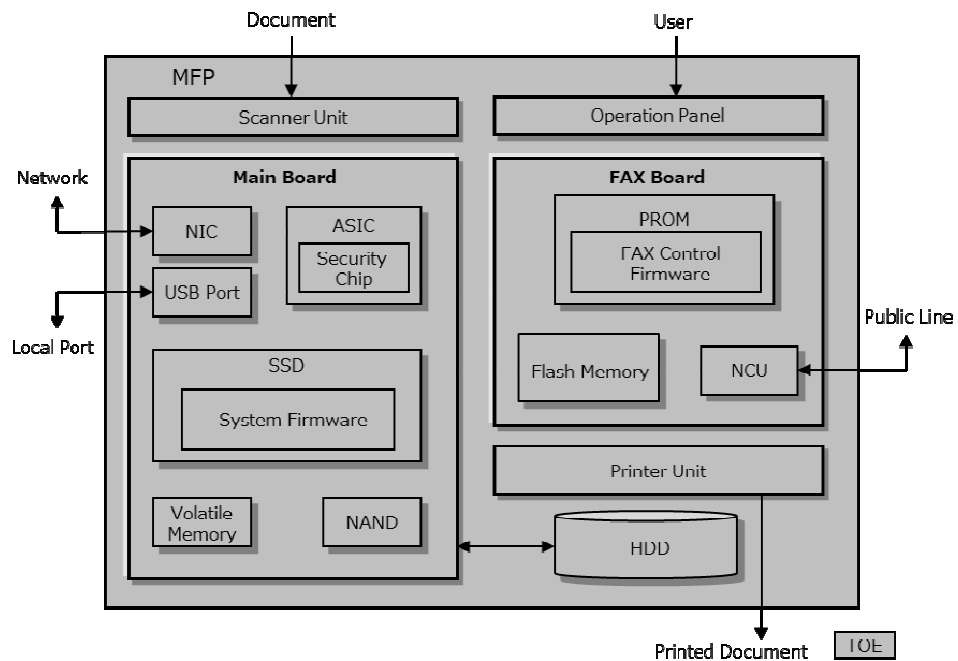 Document
User
MFP
Scanner Unit
Operation Panel
Main Board
FAX Board
Network
NIC
ASIC
Security
Chip
PROM
FAX Control
Firmware
USB Port
Local Port
Public Line
SSD
System Firmware
Flash Memory
NCU
Printer Unit
Volatile
Memory
NAND
HDD
Printed Document
TOE